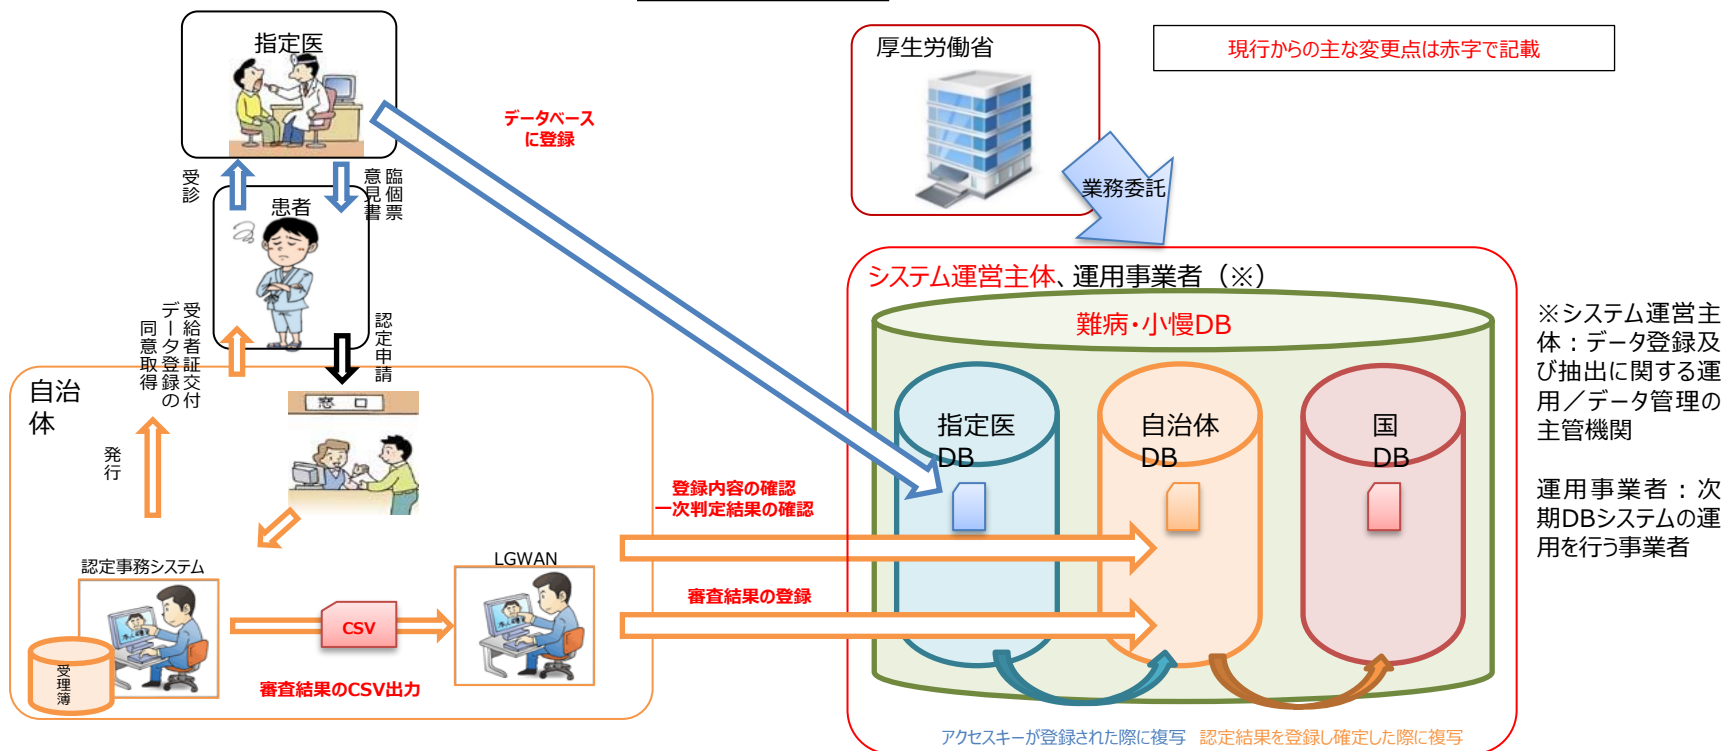 指定医
厚生労働省
現行からの主な変更点は赤字で記載
データベース
に登録
受診
臨個票
意見書
業務委託
患者
システム運営主体、運用事業者（※）
難病・小慢DB
※システム運営主
体：データ登録及
び抽出に関する運
用／データ管理の
主管機関
運用事業者：次
期DBシステムの運
用を行う事業者
受給者証交付
データ登録の
同意取得
認定申請
自治
体
窓口
発行
指定医
DB
自治体
DB
国
DB
登録内容の確認
一次判定結果の確認
認定事務システム
LGWAN
審査結果の登録
CSV
受理簿
審査結果のCSV出力
アクセスキーが登録された際に複写
認定結果を登録し確定した際に複写